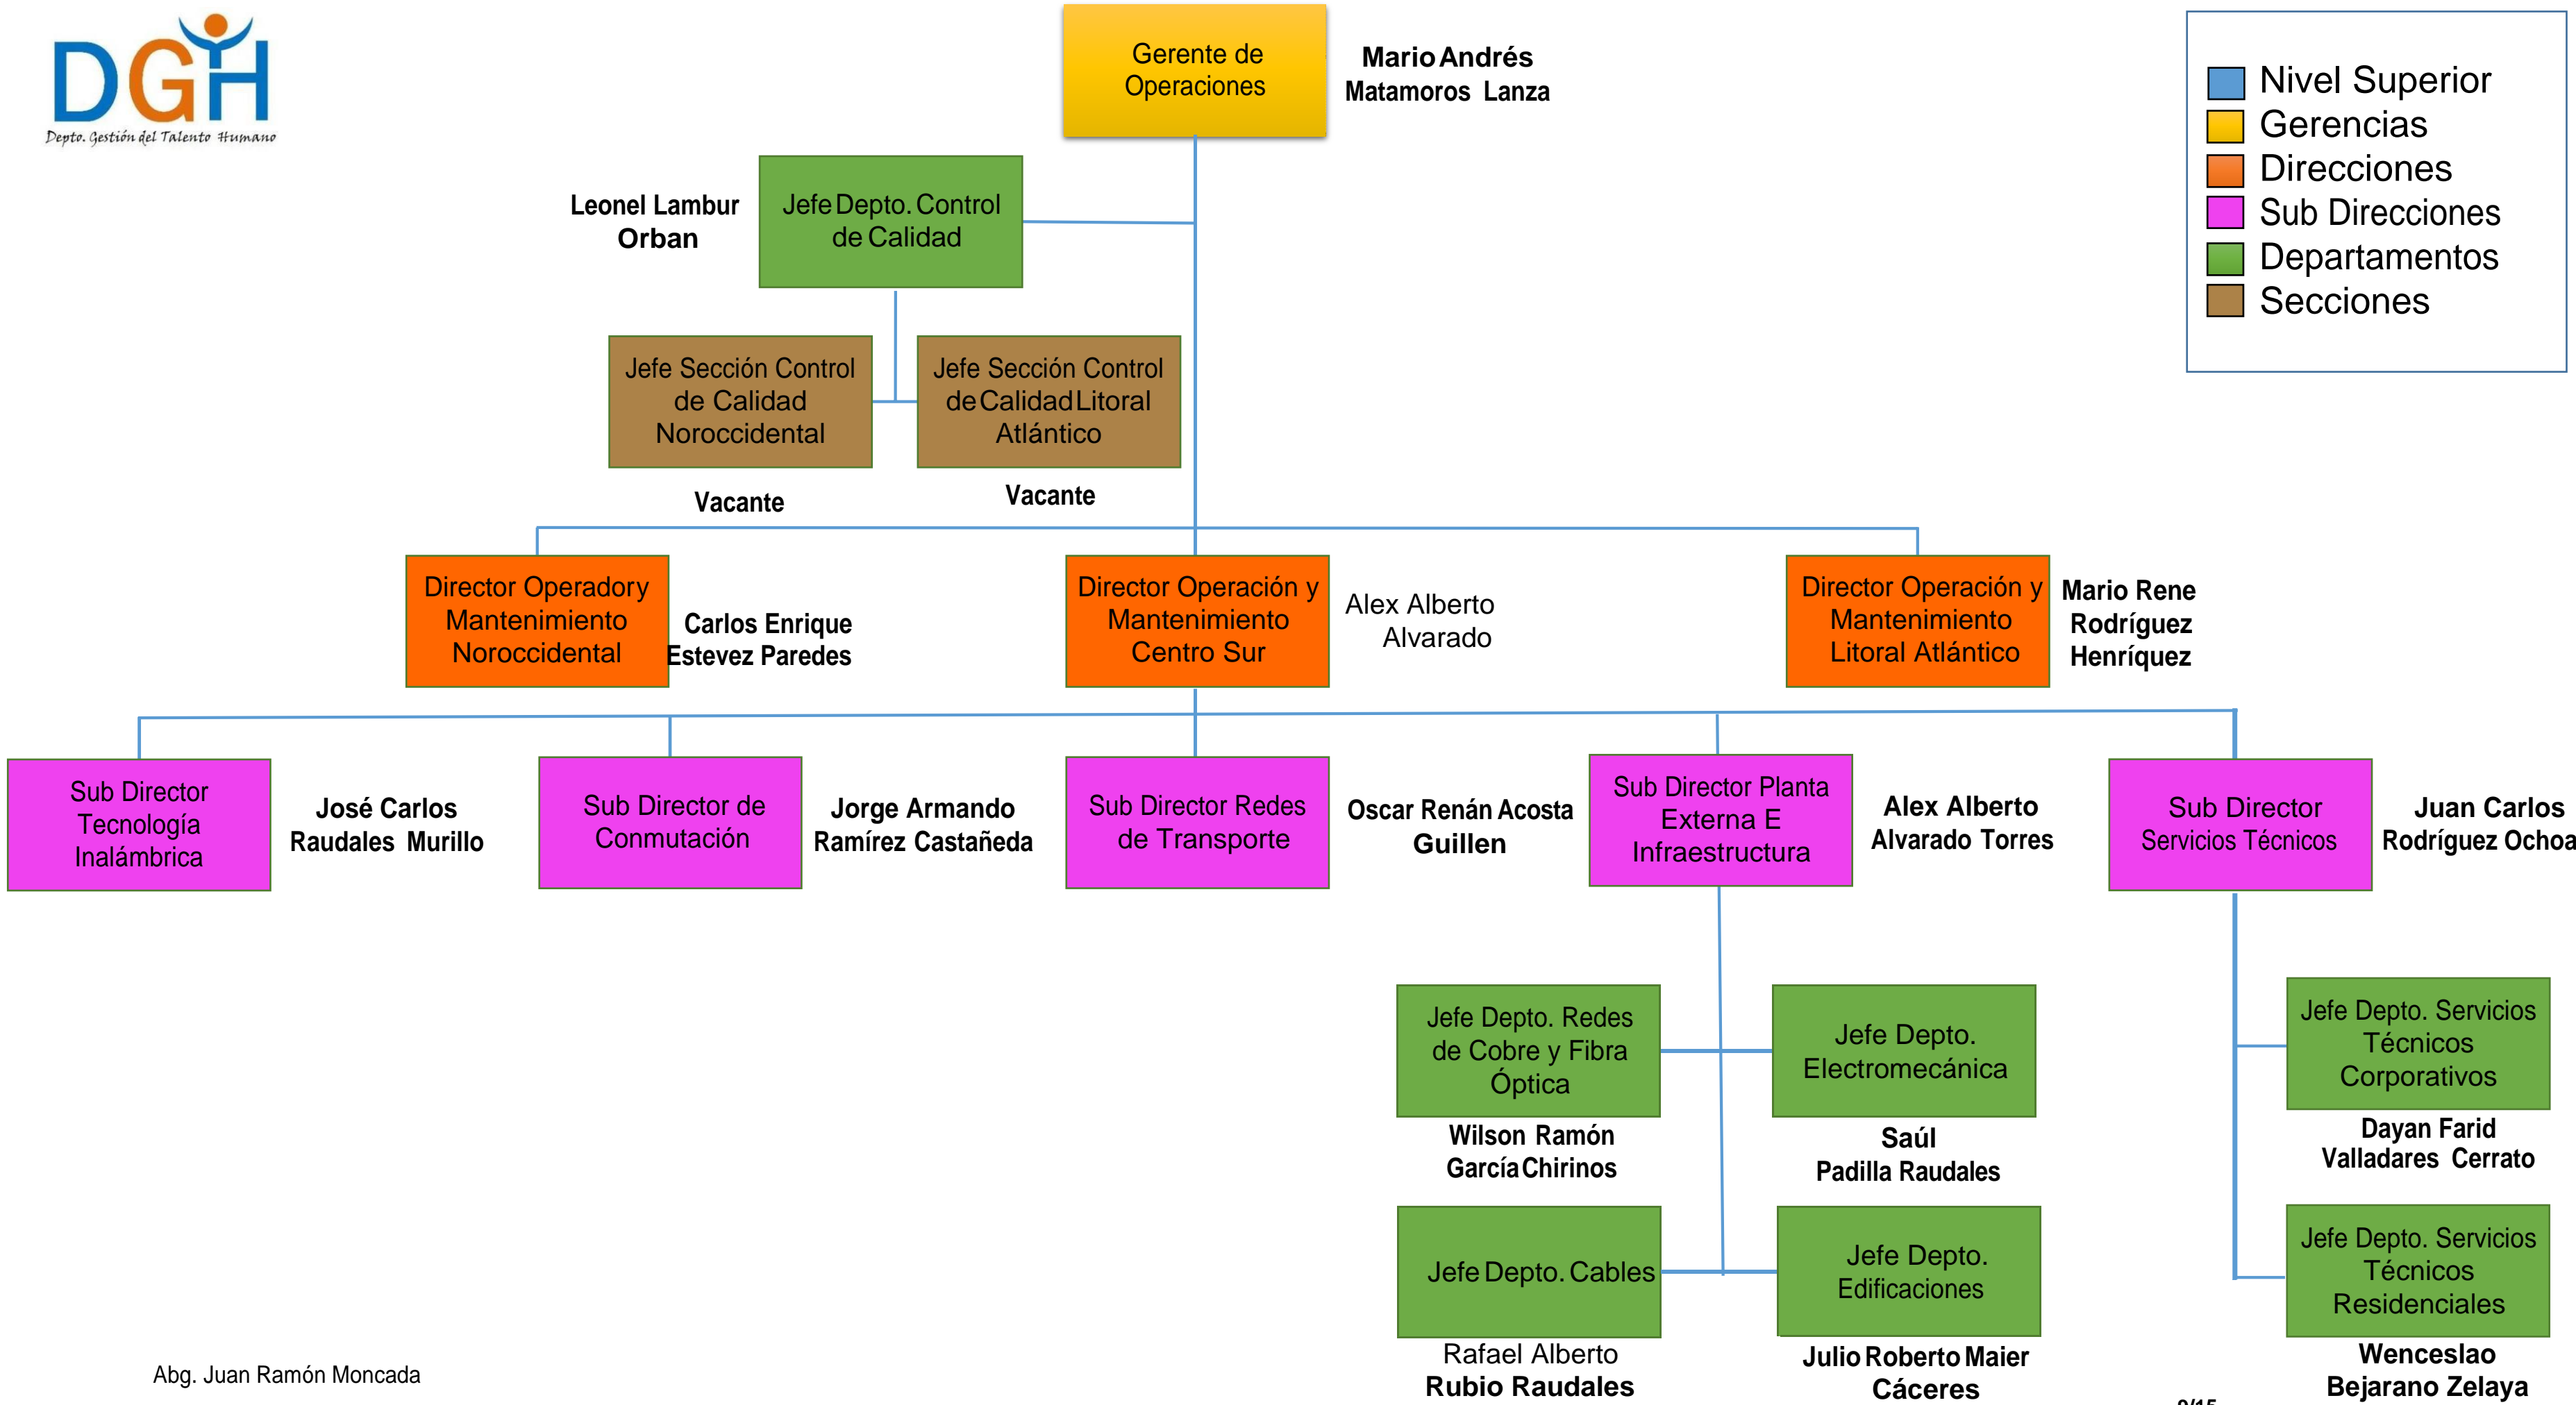 DGH
Depto. Gestión del Talento Humano
Gerente de
Operaciones
Mario Andrés
Matamoros Lanza
Nivel Superior
Gerencias
Direcciones
Sub Direcciones
Departamentos
Secciones
Leonel Lambur
Orban
Jefe Depto. Control
de Calidad
Jefe Sección Control
de Calidad
Noroccidental
Vacante
Jefe Sección Control
de Calidad Litoral
Atlántico
Vacante
Director Operador y
Mantenimiento
Noroccidental
Carlos Enrique
Estevez Paredes
Director Operación y
Mantenimiento
Centro Sur
Alex Alberto
Alvarado
Director Operación y
Mantenimiento
Litoral Atlántico
Mario Rene
Rodríguez
Henríquez
Sub Director
Tecnología
Inalámbrica
José Carlos
Raudales Murillo
Sub Director de
Conmutación
Jorge Armando
Ramírez Castañeda
Sub Director Redes
de Transporte
Oscar Renán Acosta
Guillen
Sub Director Planta
Externa E
Infraestructura
Alex Alberto
Alvarado Torres
Sub Director
Servicios Técnicos
Juan Carlos
Rodríguez Ochoa
Jefe Depto. Redes
de Cobre y Fibra
Óptica
Wilson Ramón
García Chirinos
Jefe Depto.
Electromecánica
Saúl
Padilla Raudales
Jefe Depto. Servicios
Técnicos
Corporativos
Dayan Farid
Valladares Cerrato
Jefe Depto. Cables
Rafael Alberto
Rubio Raudales
Jefe Depto.
Edificaciones
Julio Roberto Maier
Cáceres
Jefe Depto. Servicios
Técnicos
Residenciales
Wenceslao
Bejarano Zelaya
Abg. Juan Ramón Moncada